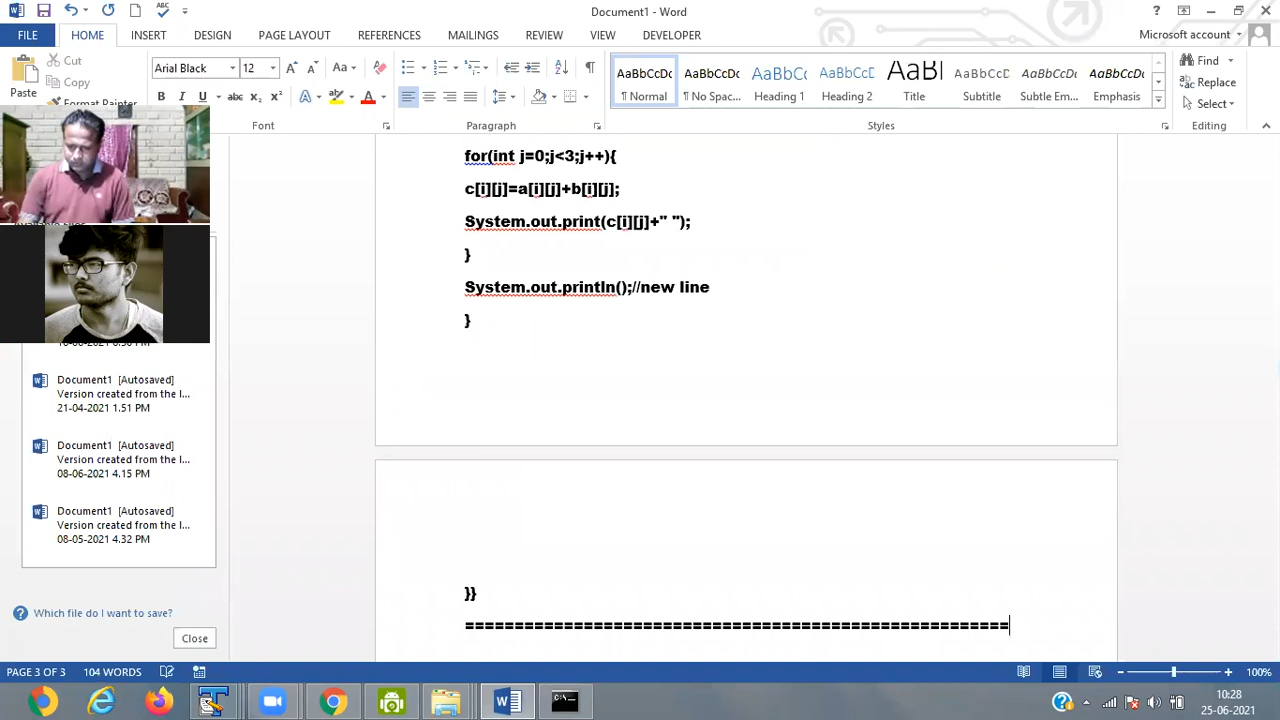 Document1 - Word
FILE HOME INSERT DESIGN PAGE LAYOUT REFERENCES MAILINGS REVIEW VIEW DEVELOPER Microsoft account
Paste Cut Arial Black 12 Aa Find
Copy Replace
Format Painter B I U abc x₂ x² A A Select
AaBbCcDc AaBbCcDc AaBbC( AaBbCcC AaBl AaBbCcD AaBbCcDc AaBbCcDc
¶ Normal ¶ No Spac... Heading 1 Heading 2 Title Subtitle Subtle Em... Emphasis
Font Paragraph Styles Editing
for(int j=0;j<3;j++){
c[i][j]=a[i][j]+b[i][j];
System.out.print(c[i][j]+" ");
}
System.out.println();//new line
}
}}
=======================================================
Document1 [Autosaved]
Version created from the l...
21-04-2021 1.51 PM
Document1 [Autosaved]
Version created from the l...
08-06-2021 4.15 PM
Document1 [Autosaved]
Version created from the l...
08-05-2021 4.32 PM
Which file do I want to save?
Close
PAGE 3 OF 3 104 WORDS 100%
10:28
25-06-2021